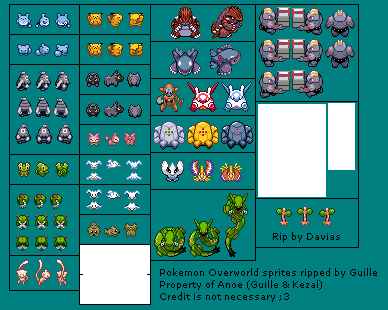 Rip by Davias
Pokemon Overworld sprites ripped by Guille
Property of Anoe (Guille & Kezal)
Credit is not necessary ;3